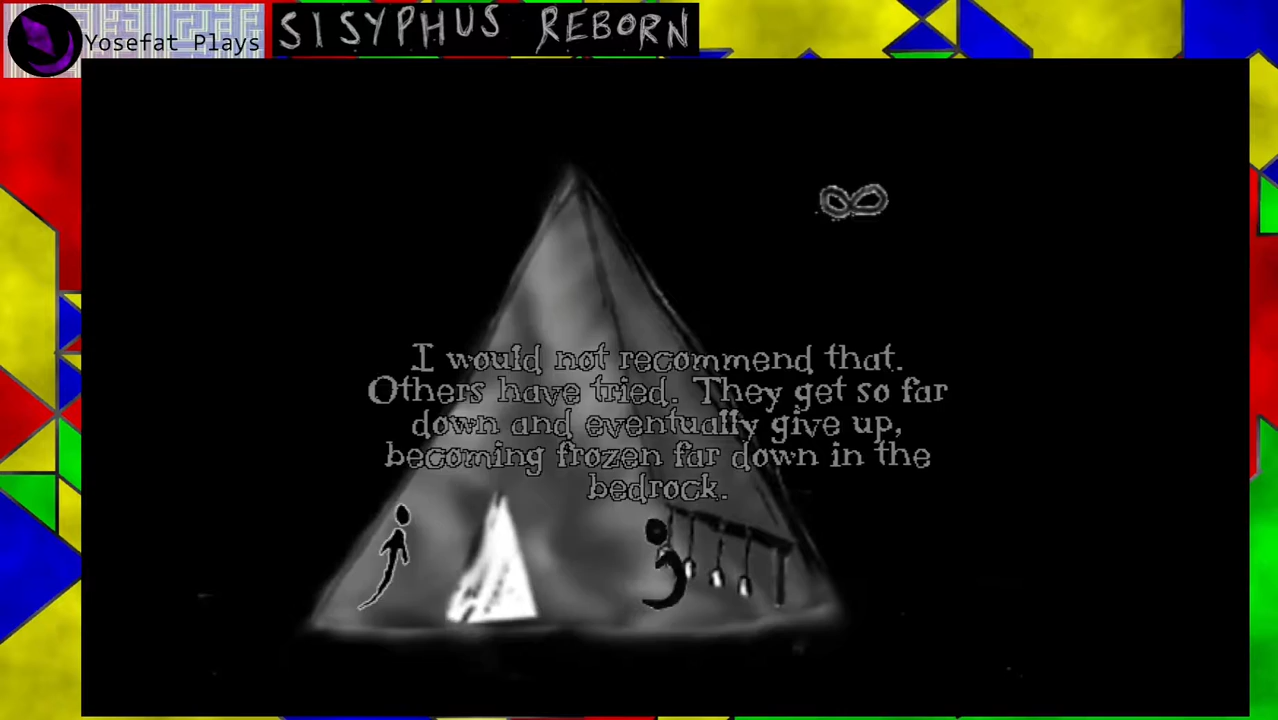 Yosefat Plays
SISYPHUS REBORN
I would not recommend that.
Others have tried. They get so far
down and eventually give up,
becoming frozen far down in the
bedrock.